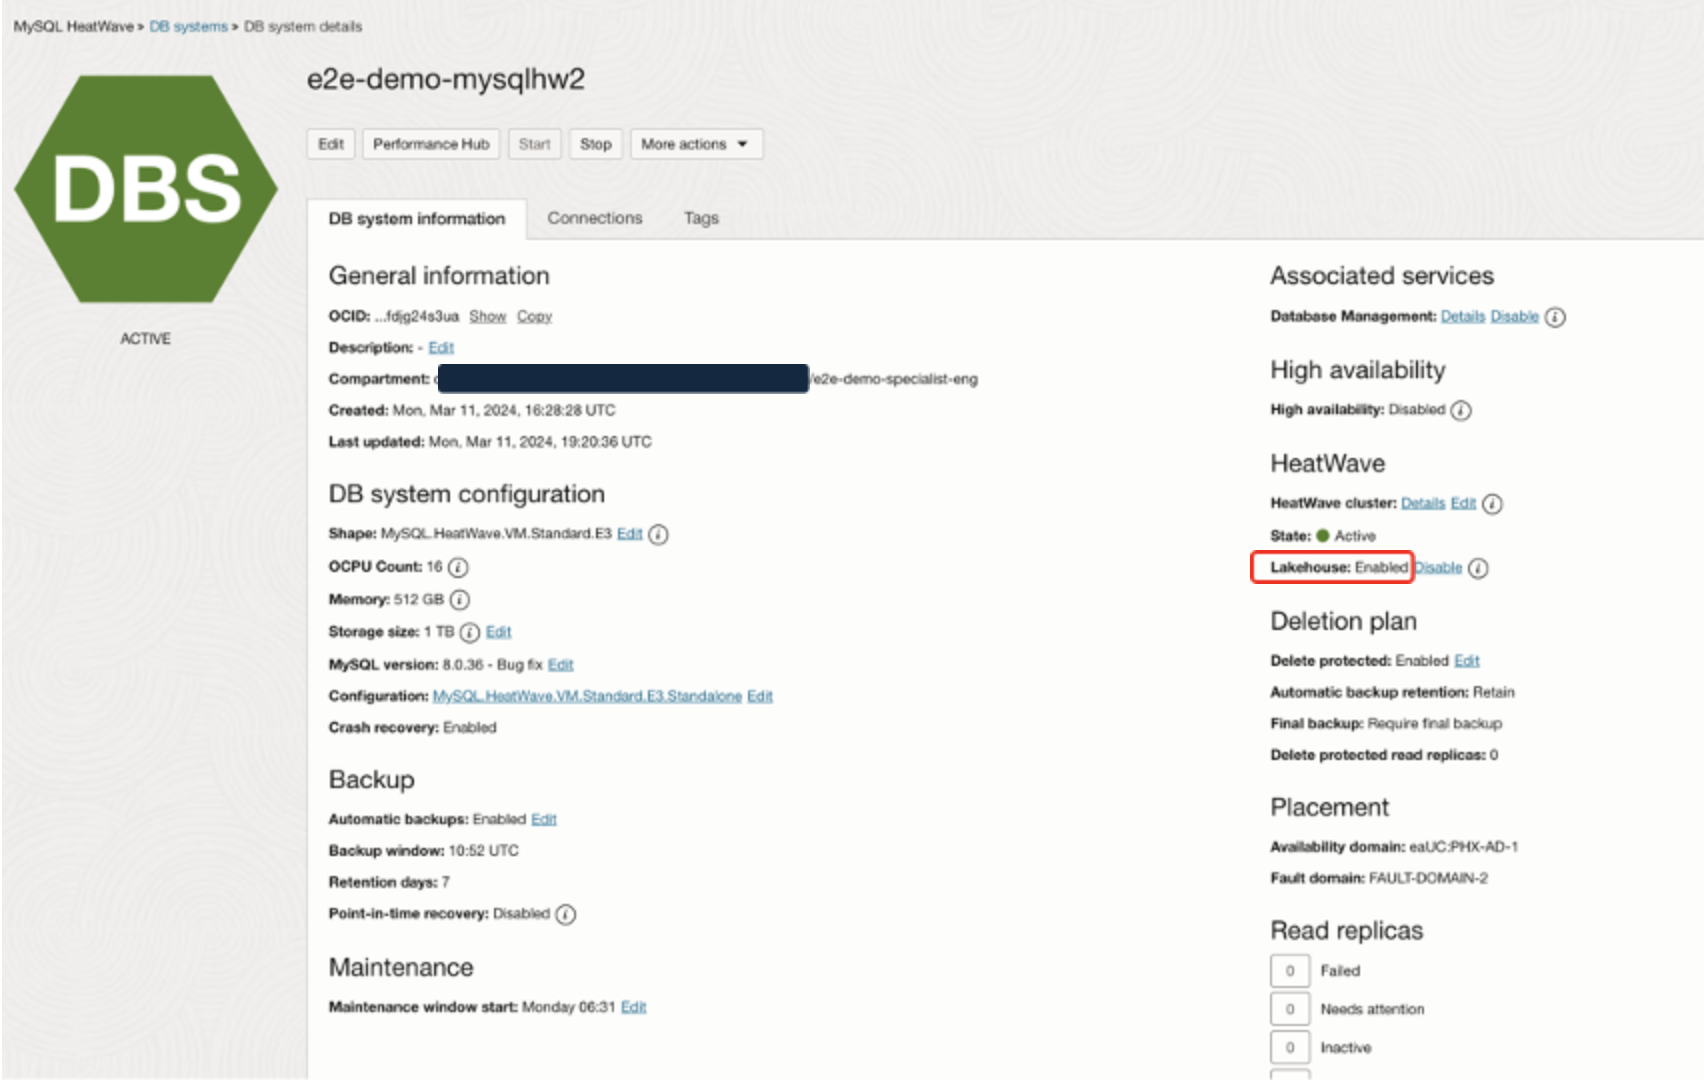 MySQL HeatWave » DB systems » DB system details
DBS
ACTIVE
e2e-demo-mysqlhw2
Edit Performance Hub Start Stop More actions
DB system information Connections Tags
General information
OCID: ...fdjg24s3ua Show Copy
Description: - Edit
Compartment: /e2e-demo-specialist-eng
Created: Mon, Mar 11, 2024, 16:28:28 UTC
Last updated: Mon, Mar 11, 2024, 19:20:36 UTC
DB system configuration
Shape: MySQL.HeatWave.VM.Standard.E3 Edit
OCPU Count: 16
Memory: 512 GB
Storage size: 1 TB Edit
MySQL version: 8.0.36 - Bug fix Edit
Configuration: MySQL.HeatWave.VM.Standard.E3.Standalone Edit
Crash recovery: Enabled
Backup
Automatic backups: Enabled Edit
Backup window: 10:52 UTC
Retention days: 7
Point-in-time recovery: Disabled
Maintenance
Maintenance window start: Monday 06:31 Edit
Associated services
Database Management: Details Disable
High availability
High availability: Disabled
HeatWave
HeatWave cluster: Details Edit
State: Active
Lakehouse: Enabled Disable
Deletion plan
Delete protected: Enabled Edit
Automatic backup retention: Retain
Final backup: Require final backup
Delete protected read replicas: 0
Placement
Availability domain: eaUC:PHX-AD-1
Fault domain: FAULT-DOMAIN-2
Read replicas
0 Failed
0 Needs attention
0 Inactive